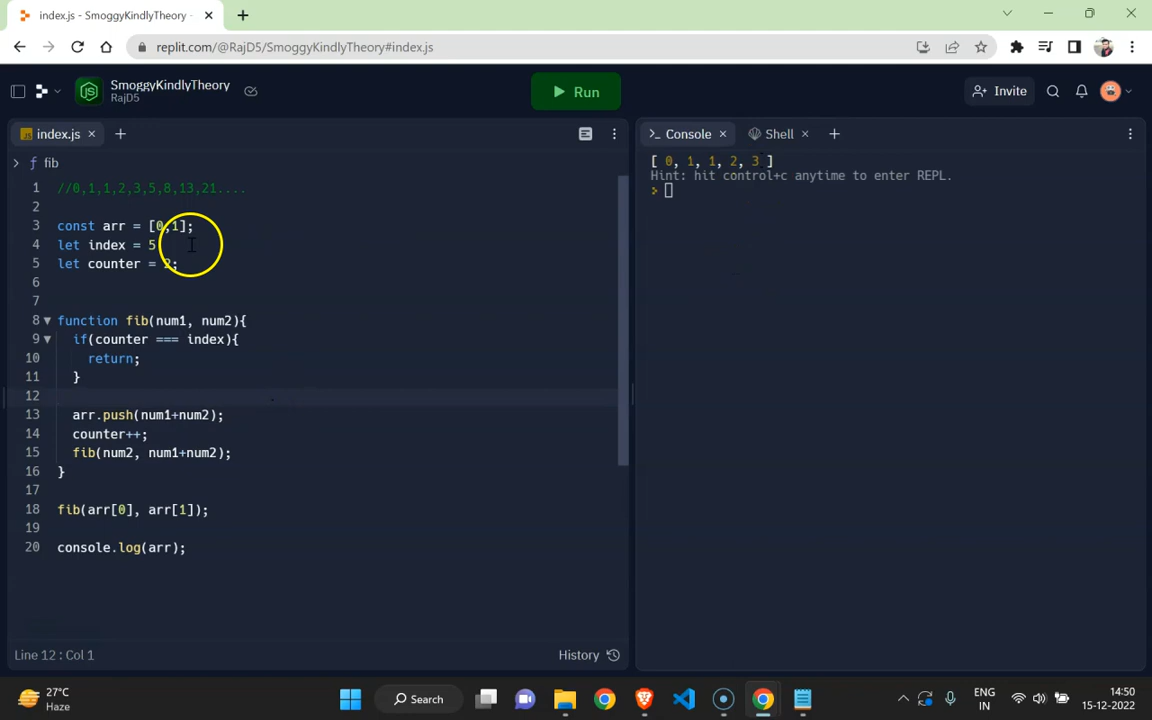 index.js - SmoggyKindlyTheory -
replit.com/@RajD5/SmoggyKindlyTheory#index.js
SmoggyKindlyTheory
RajD5
Run
Invite
index.js
Console
Shell
fib
1 //0,1,1,2,3,5,8,13,21....
2
3 const arr = [0,1];
4 let index = 5
5 let counter = 2;
6
7
8 function fib(num1, num2){
9 if(counter === index){
10 return;
11 }
12
13 arr.push(num1+num2);
14 counter++;
15 fib(num2, num1+num2);
16 }
17
18 fib(arr[0], arr[1]);
19
20 console.log(arr);
[ 0, 1, 1, 2, 3 ]
Hint: hit control+c anytime to enter REPL.
>
Line 12 : Col 1
History
27°C
Haze
Search
ENG
IN
14:50
15-12-2022